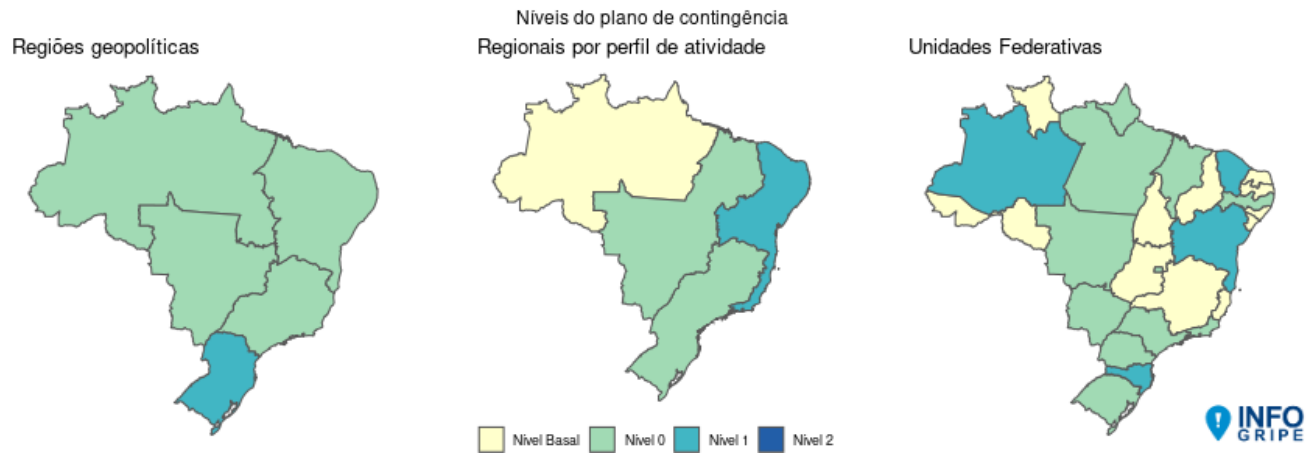 Níveis do plano de contingência
Regiões geopolíticas
Regionais por perfil de atividade
Unidades Federativas
Nível Basal
Nível 0
Nível 1
Nível 2
INFO
GRIPE